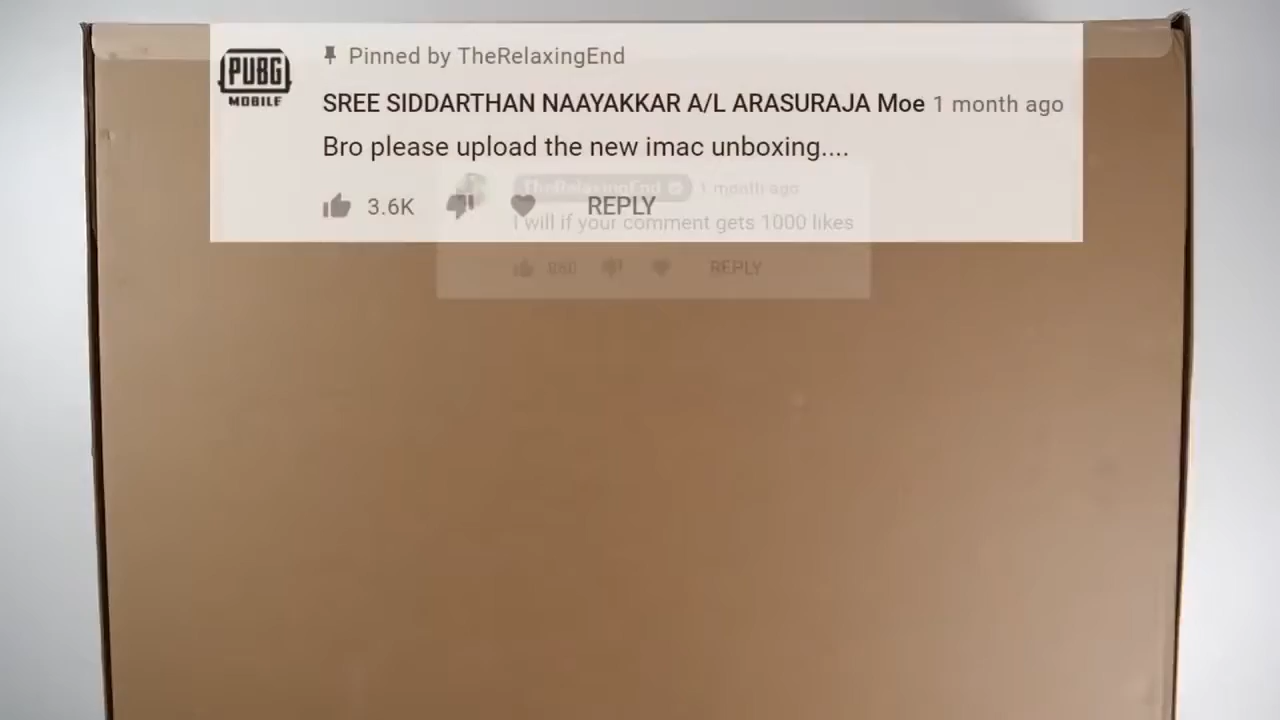 PUBG
MOBILE
Pinned by TheRelaxingEnd
SREE SIDDARTHAN NAAYAKKAR A/L ARASURAJA Moe 1 month ago
Bro please upload the new imac unboxing....
3.6K REPLY
TheRelaxingEnd 1 month ago
I will if your comment gets 1000 likes
REPLY